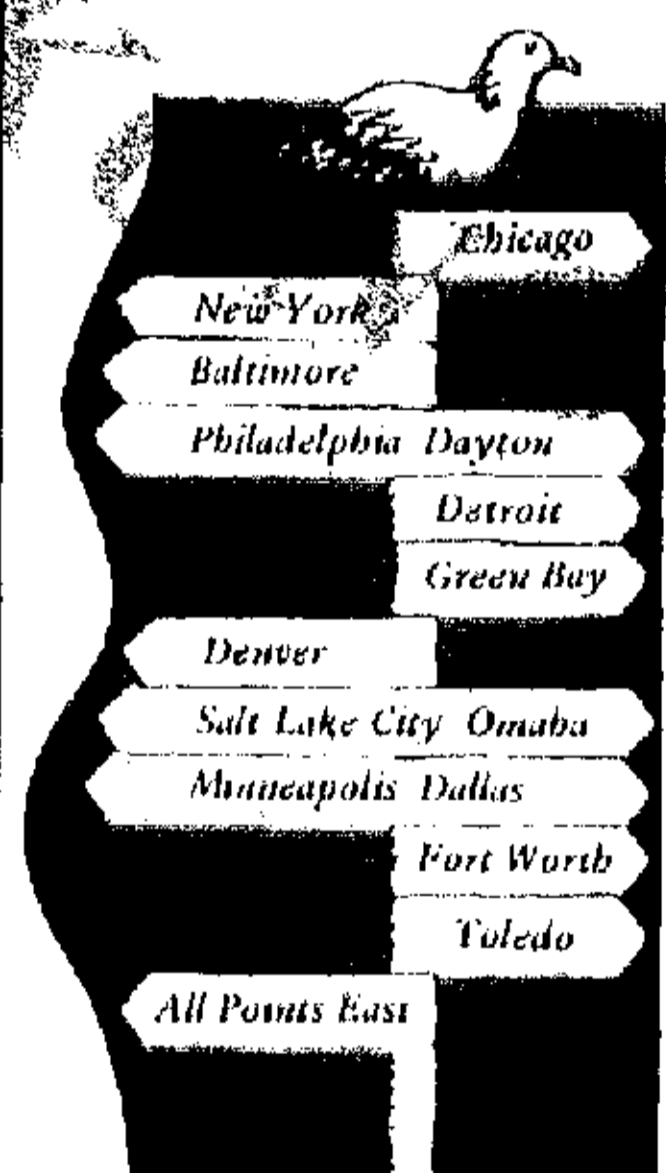 Chicago
New York
Baltimore
Philadelphia Dayton
Detroit
Green Bay
Denver
Salt Lake City Omaha
Minneapolis Dallas
Fort Worth
Toledo
All Points East